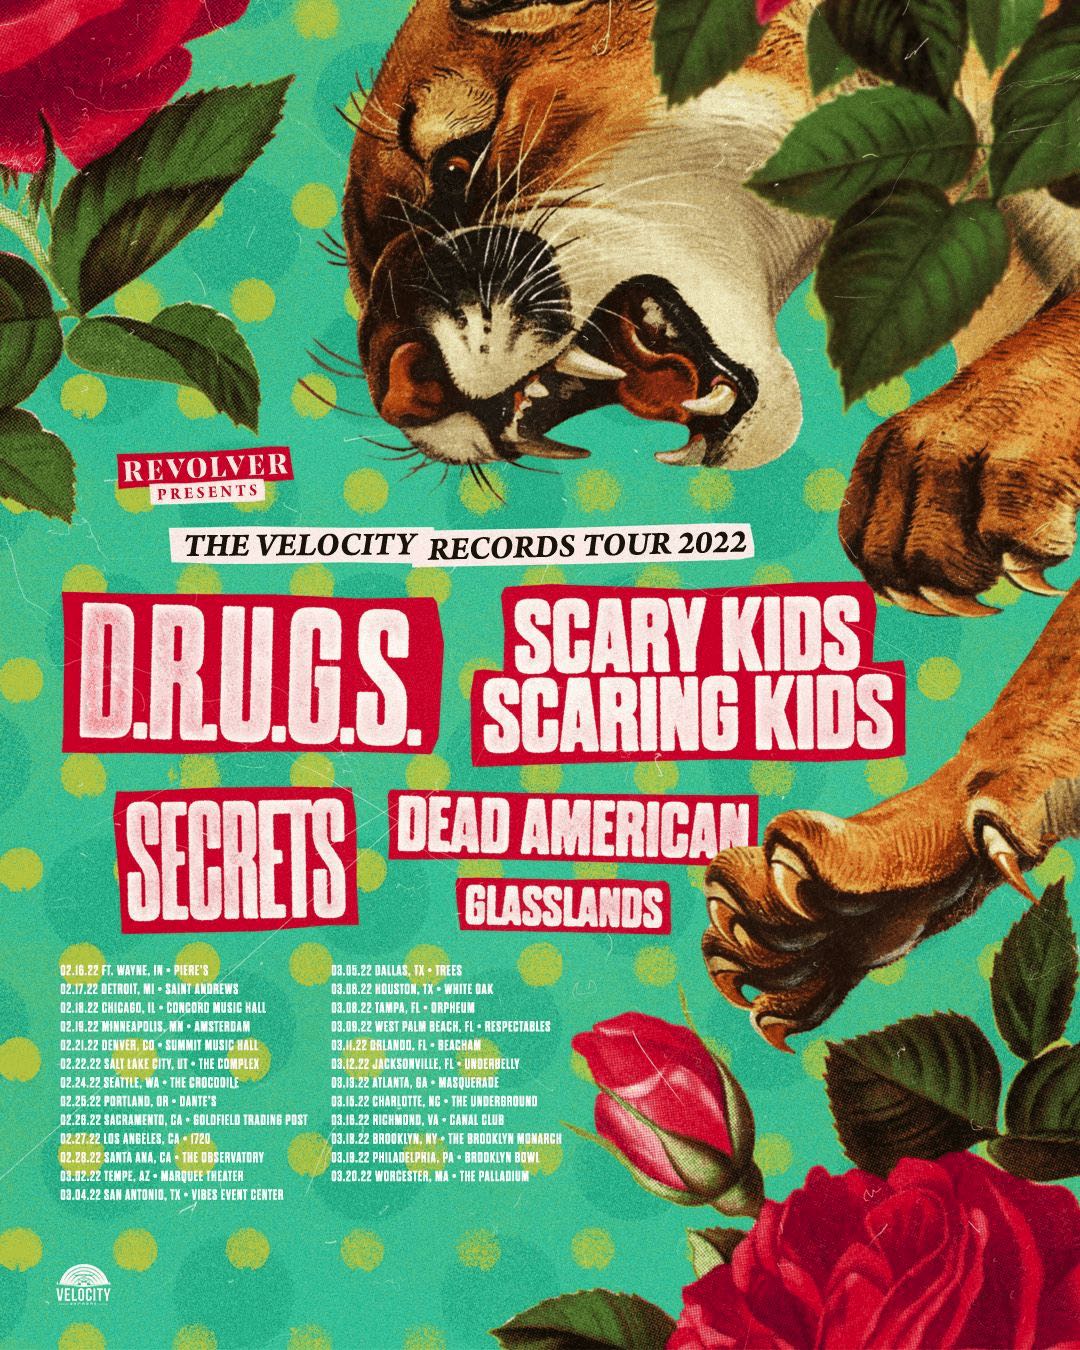 REVOLVER
PRESENTS
THE VELOCITY RECORDS TOUR 2022
D.R.U.G.S.
SCARY KIDS
SCARING KIDS
SECRETS
DEAD AMERICAN
GLASSLANDS
02.16.22 FT. WAYNE, IN • PIERE'S
02.17.22 DETROIT, MI • SAINT ANDREWS
02.18.22 CHICAGO, IL • CONCORD MUSIC HALL
02.19.22 MINNEAPOLIS, MN • AMSTERDAM
02.21.22 DENVER, CO • SUMMIT MUSIC HALL
02.22.22 SALT LAKE CITY, UT • THE COMPLEX
02.24.22 SEATTLE, WA • THE CROCODILE
02.25.22 PORTLAND, OR • DANTE'S
02.26.22 SACRAMENTO, CA • GOLDFIELD TRADING POST
02.27.22 LOS ANGELES, CA • 1720
02.28.22 SANTA ANA, CA • THE OBSERVATORY
03.02.22 TEMPE, AZ • MARQUEE THEATER
03.04.22 SAN ANTONIO, TX • VIBES EVENT CENTER
03.05.22 DALLAS, TX • TREES
03.06.22 HOUSTON, TX • WHITE OAK
03.08.22 TAMPA, FL • ORPHEUM
03.09.22 WEST PALM BEACH, FL • RESPECTABLES
03.11.22 ORLANDO, FL • BEACHAM
03.12.22 JACKSONVILLE, FL • UNDERBELLY
03.13.22 ATLANTA, GA • MASQUERADE
03.15.22 CHARLOTTE, NC • THE UNDERGROUND
03.16.22 RICHMOND, VA • CANAL CLUB
03.18.22 BROOKLYN, NY • THE BROOKLYN MONARCH
03.19.22 PHILADELPHIA, PA • BROOKLYN BOWL
03.20.22 WORCESTER, MA • THE PALLADIUM
VELOCITY
RECORDS